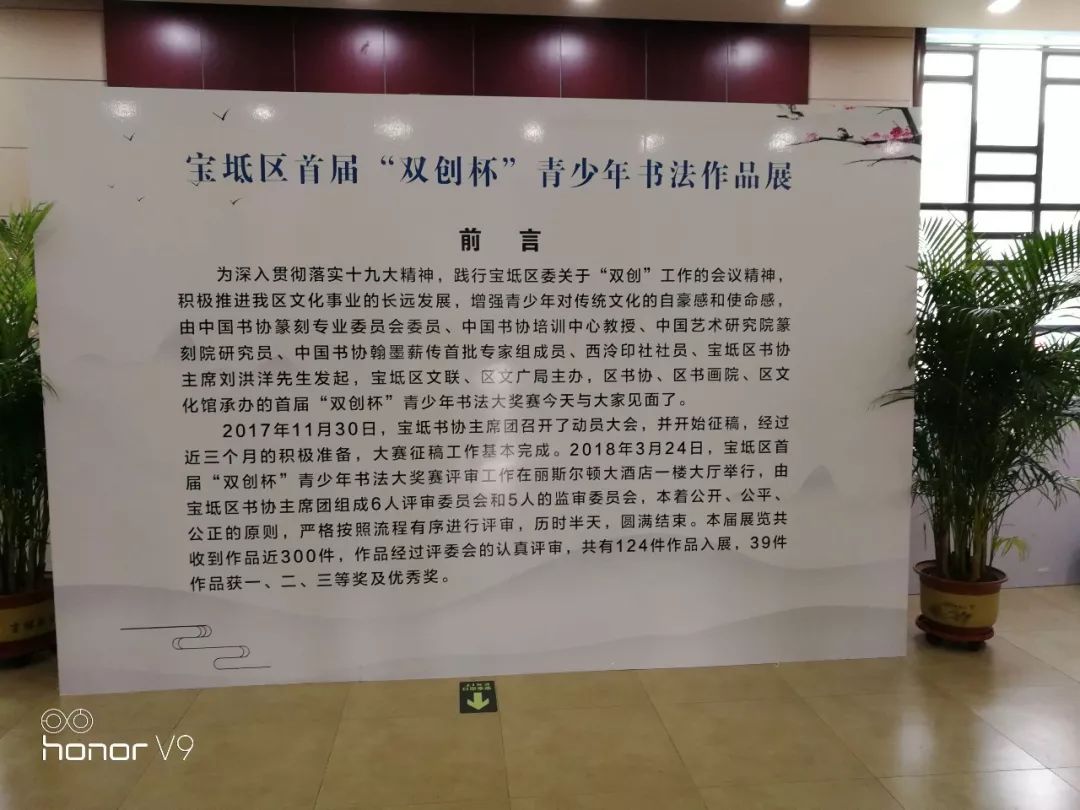 宝坻区首届“双创杯”青少年书法作品展
前 言
为深入贯彻落实十九大精神，践行宝坻区委关于“双创”工作的会议精神，
积极推进我区文化事业的长远发展，增强青少年对传统文化的自豪感和使命感，
由中国书协篆刻专业委员会委员、中国书协培训中心教授、中国艺术研究院篆
刻院研究员、中国书协翰墨薪传首批专家组成员、西泠印社社员、宝坻区书协
主席刘洪洋先生发起，宝坻区文联、区文广局主办，区书协、区书画院、区文
化馆承办的首届“双创杯”青少年书法大奖赛今天与大家见面了。
2017年11月30日，宝坻书协主席团召开了动员大会，并开始征稿，经过
近三个月的积极准备，大赛征稿工作基本完成。2018年3月24日，宝坻区首
届“双创杯”青少年书法大奖赛评审工作在丽斯尔顿大酒店一楼大厅举行，由
宝坻区书协主席团组成6人评审委员会和5人的监审委员会，本着公开、公平、
公正的原则，严格按照流程有序进行评审，历时半天，圆满结束。本届展览共
收到作品近300件，作品经过评委会的认真评审，共有124件作品入展，39件
作品获一、二、三等奖及优秀奖。
honor V9